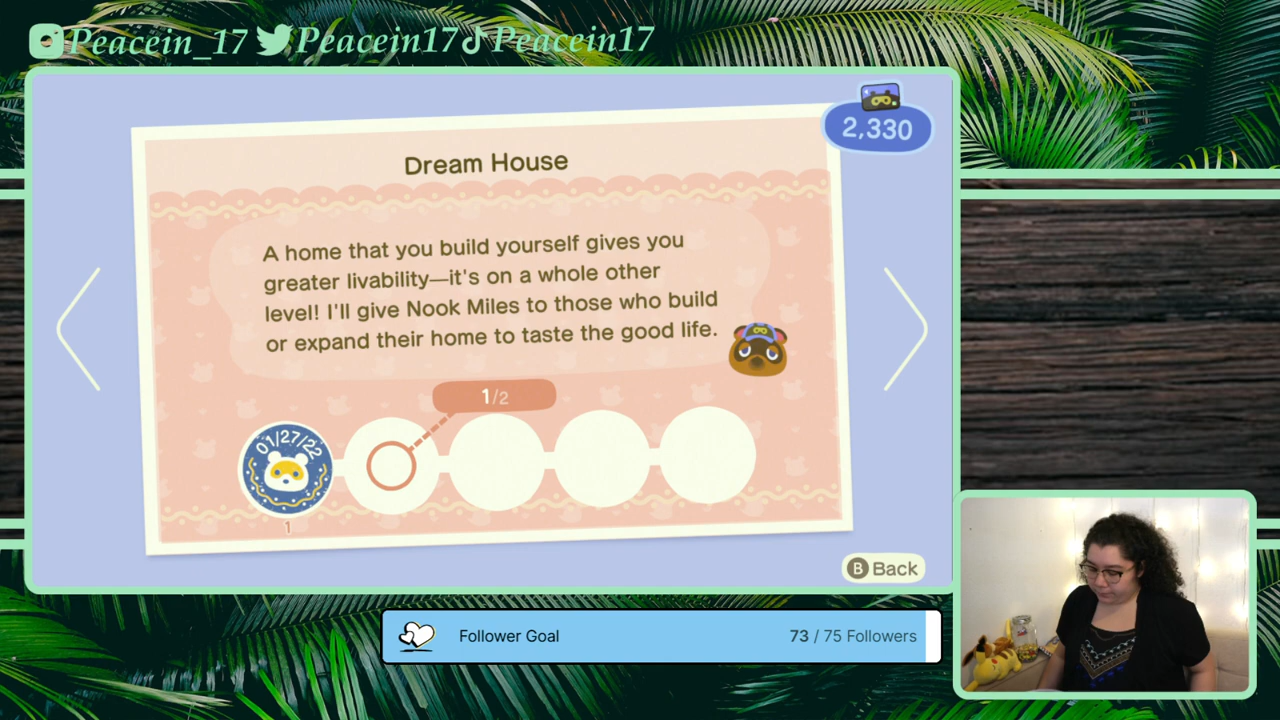 Peacein_17 Peacein17 Peacein17
2,330
Dream House
A home that you build yourself gives you
greater livability—it's on a whole other
level! I'll give Nook Miles to those who build
or expand their home to taste the good life.
1/2
01/27/22
1
B Back
Follower Goal 73 / 75 Followers